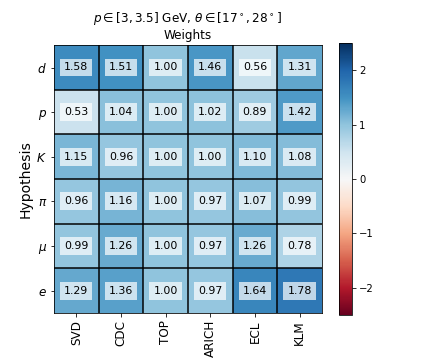 p ∈ [3, 3.5] GeV, θ ∈ [17°, 28°]
Weights
Hypothesis
d 1.58 1.51 1.00 1.46 0.56 1.31
p 0.53 1.04 1.00 1.02 0.89 1.42
K 1.15 0.96 1.00 1.00 1.10 1.08
π 0.96 1.16 1.00 0.97 1.07 0.99
μ 0.99 1.26 1.00 0.97 1.26 0.78
e 1.29 1.36 1.00 0.97 1.64 1.78
SVD CDC TOP ARICH ECL KLM
2
1
0
−1
−2